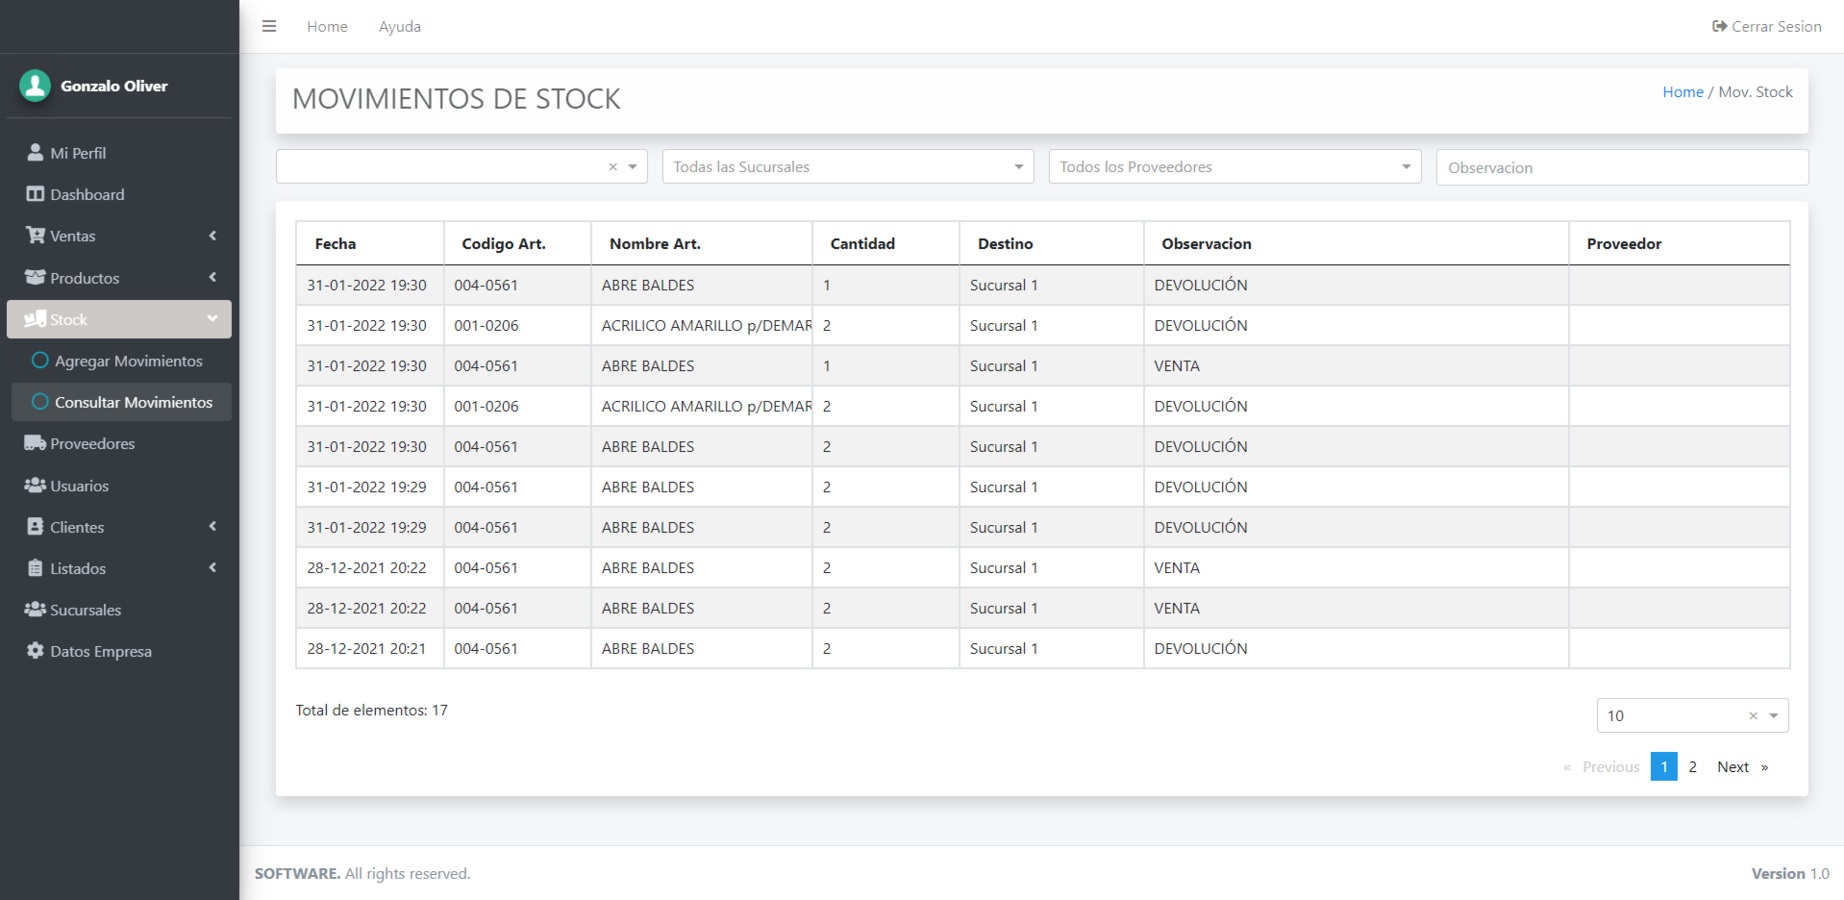 Home Ayuda Cerrar Sesion
Gonzalo Oliver
Mi Perfil
Dashboard
Ventas
Productos
Stock
Agregar Movimientos
Consultar Movimientos
Proveedores
Usuarios
Clientes
Listados
Sucursales
Datos Empresa
MOVIMIENTOS DE STOCK
Home / Mov. Stock
× Todas las Sucursales Todos los Proveedores Observacion
Fecha Codigo Art. Nombre Art. Cantidad Destino Observacion Proveedor
31-01-2022 19:30 004-0561 ABRE BALDES 1 Sucursal 1 DEVOLUCIÓN
31-01-2022 19:30 001-0206 ACRILICO AMARILLO p/DEMAR 2 Sucursal 1 DEVOLUCIÓN
31-01-2022 19:30 004-0561 ABRE BALDES 1 Sucursal 1 VENTA
31-01-2022 19:30 001-0206 ACRILICO AMARILLO p/DEMAR 2 Sucursal 1 DEVOLUCIÓN
31-01-2022 19:30 004-0561 ABRE BALDES 2 Sucursal 1 DEVOLUCIÓN
31-01-2022 19:29 004-0561 ABRE BALDES 2 Sucursal 1 DEVOLUCIÓN
31-01-2022 19:29 004-0561 ABRE BALDES 2 Sucursal 1 DEVOLUCIÓN
28-12-2021 20:22 004-0561 ABRE BALDES 2 Sucursal 1 VENTA
28-12-2021 20:22 004-0561 ABRE BALDES 2 Sucursal 1 VENTA
28-12-2021 20:21 004-0561 ABRE BALDES 2 Sucursal 1 DEVOLUCIÓN
Total de elementos: 17
10 ×
« Previous 1 2 Next »
SOFTWARE. All rights reserved.
Version 1.0